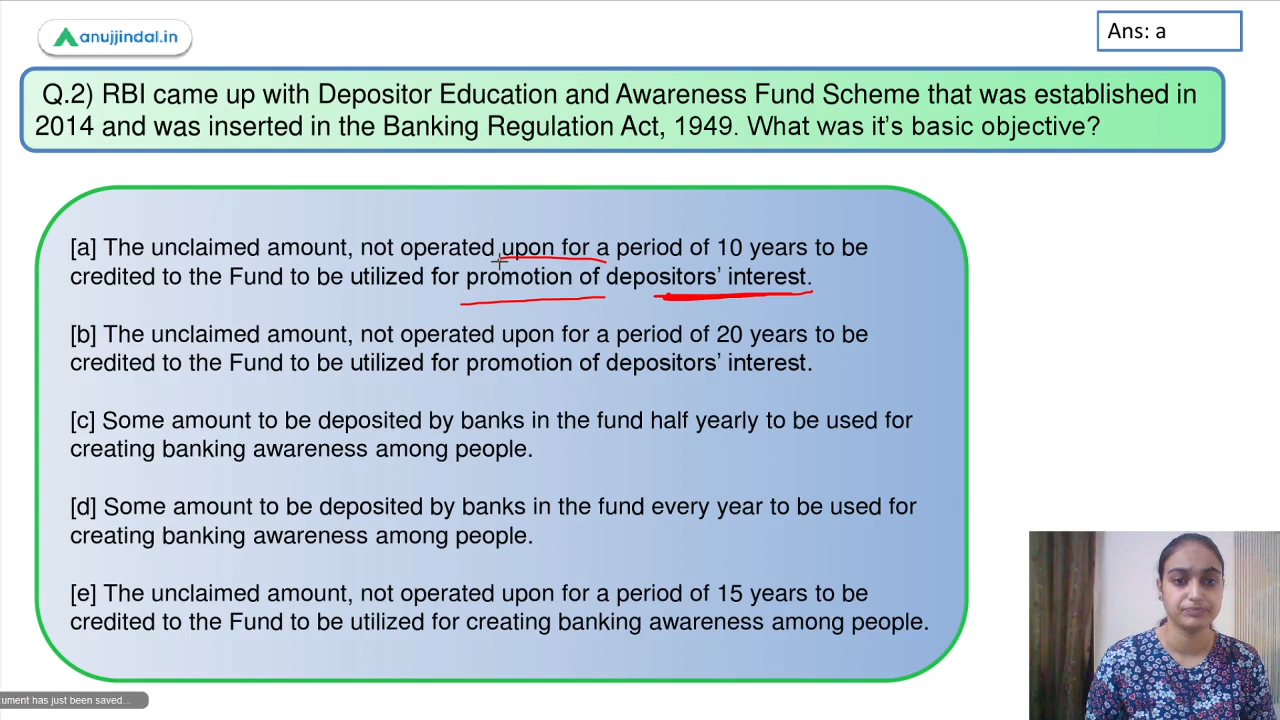 anujjindal.in
Ans: a
Q.2) RBI came up with Depositor Education and Awareness Fund Scheme that was established in
2014 and was inserted in the Banking Regulation Act, 1949. What was it’s basic objective?
[a] The unclaimed amount, not operated upon for a period of 10 years to be
credited to the Fund to be utilized for promotion of depositors’ interest.
[b] The unclaimed amount, not operated upon for a period of 20 years to be
credited to the Fund to be utilized for promotion of depositors’ interest.
[c] Some amount to be deposited by banks in the fund half yearly to be used for
creating banking awareness among people.
[d] Some amount to be deposited by banks in the fund every year to be used for
creating banking awareness among people.
[e] The unclaimed amount, not operated upon for a period of 15 years to be
credited to the Fund to be utilized for creating banking awareness among people.
cument has just been saved...